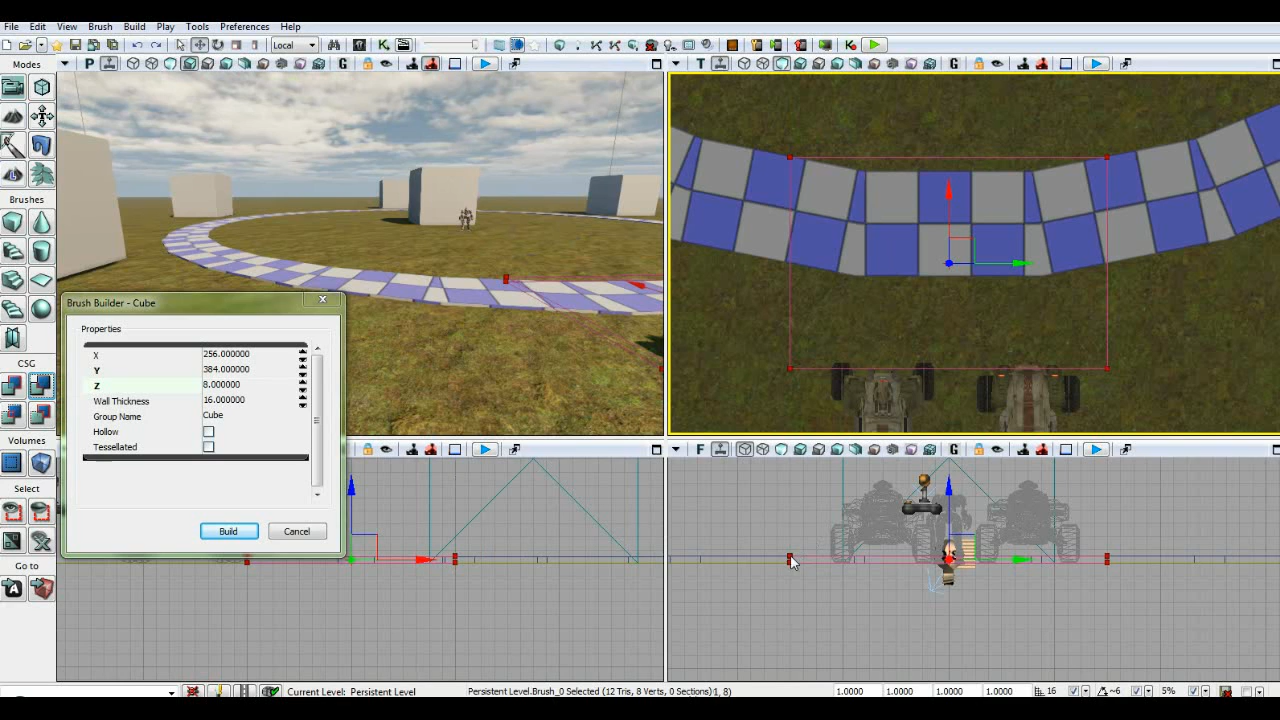 File Edit View Brush Build Play Tools Preferences Help
Local
Modes
P
G
T
G
Brushes
Brush Builder - Cube
Properties
X 256.000000
Y 384.000000
Z 8.000000
Wall Thickness 16.000000
Group Name Cube
Hollow
Tessellated
Build Cancel
CSG
Volumes
F
G
Select
Go to
Current Level: Persistent Level Persistent Level.Brush_0 Selected (12 Tris, 8 Verts, 0 Sections) 1, 8) 1.0000 1.0000 1.0000 1.0000 16 ~6 5%